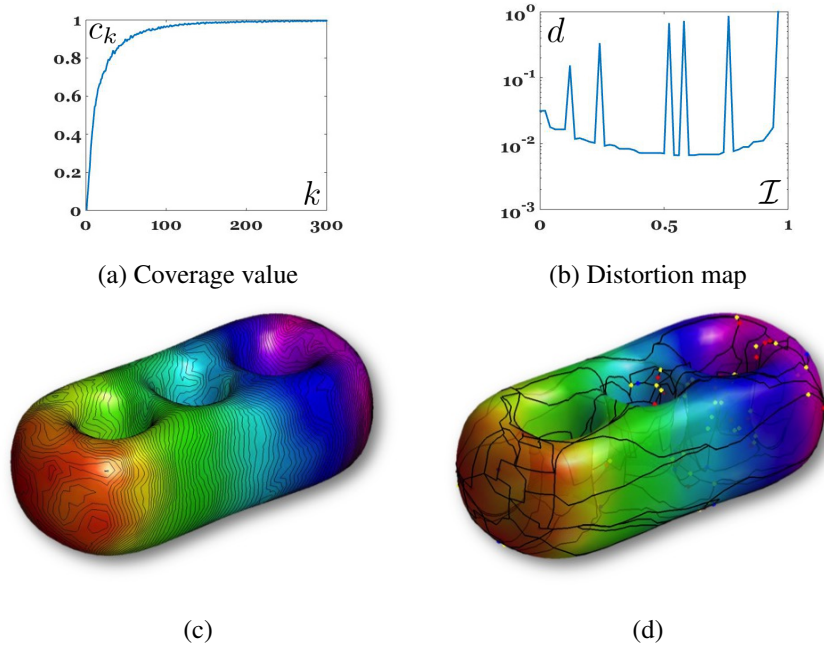 c_k
1
0.8
0.6
0.4
0.2
0
0 100 200 300
k
d
10^0
10^-1
10^-2
10^-3
0 0.5 1
I
(a) Coverage value
(b) Distortion map
(c)
(d)